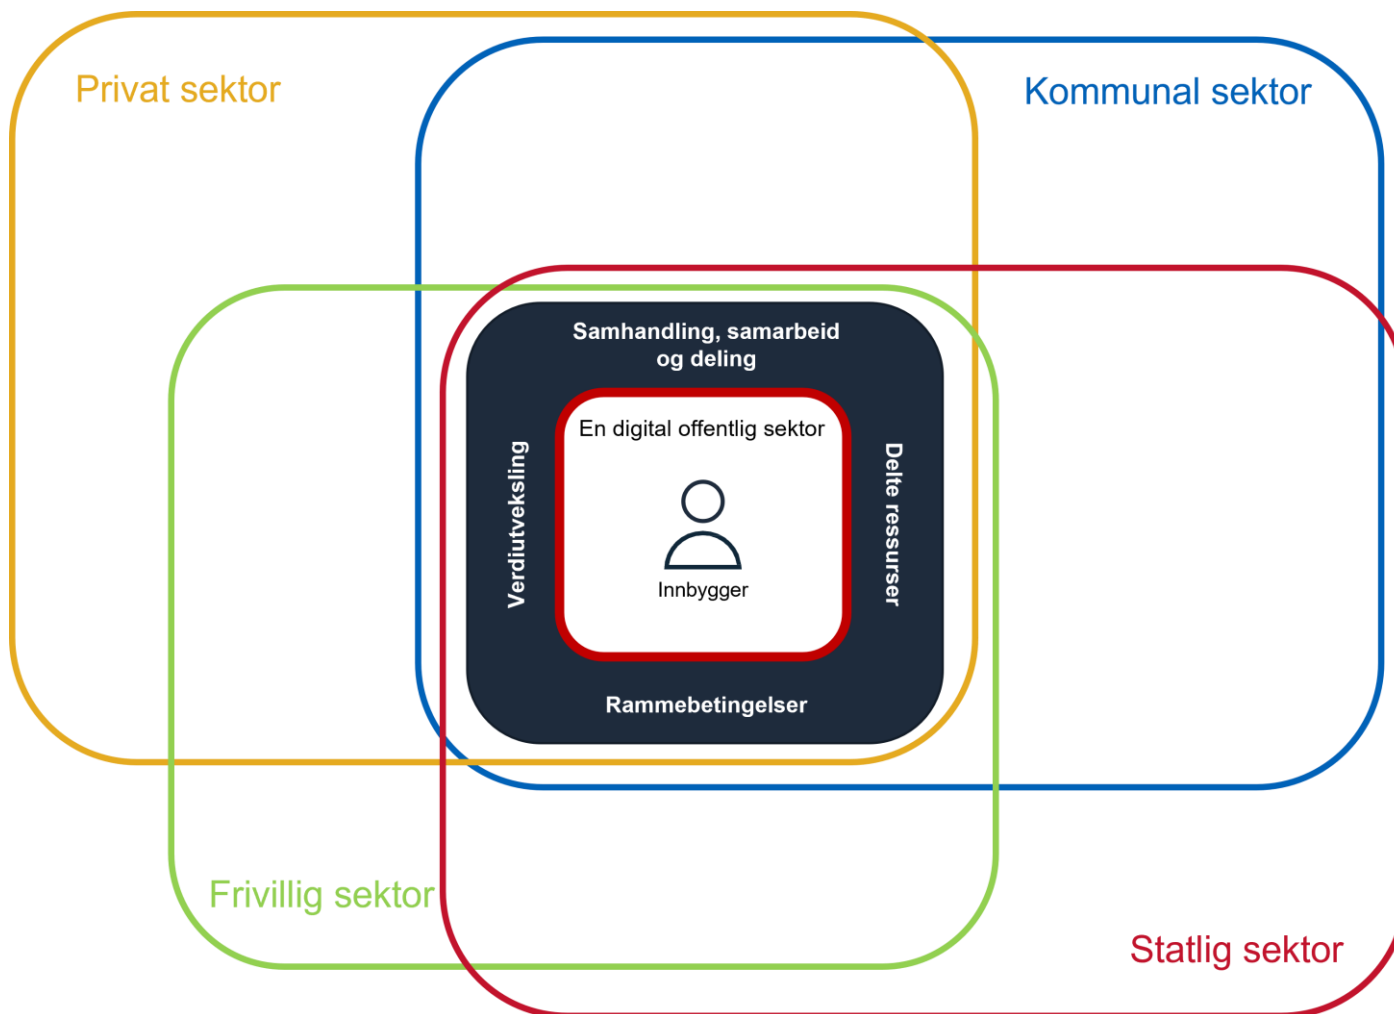 Privat sektor
Kommunal sektor
Samhandling, samarbeid
og deling
En digital offentlig sektor
Verdiutveksling
Delte ressurser
Innbygger
Rammebetingelser
Frivillig sektor
Statlig sektor